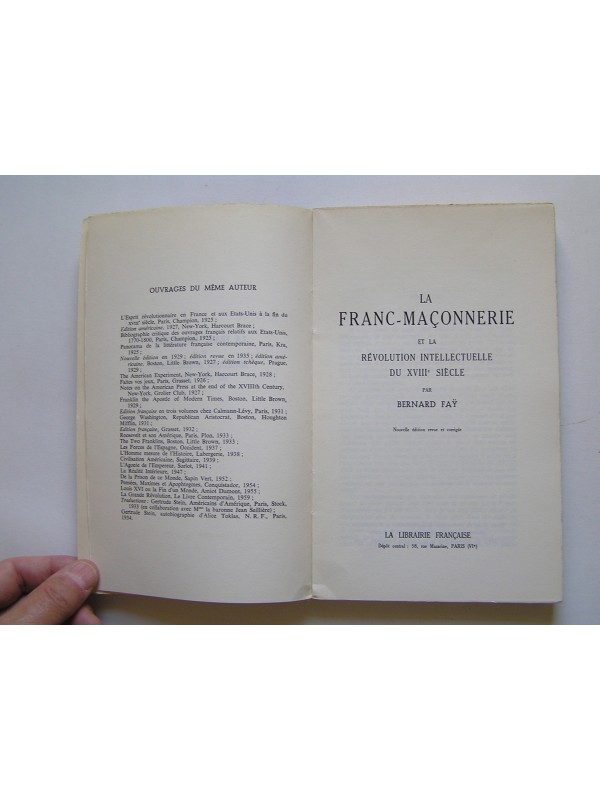 OUVRAGES DU MÊME AUTEUR
L'Esprit révolutionnaire en France et aux Etats-Unis à la fin du
XVIIIe siècle, Paris, Champion, 1925 ;
Edition américaine, 1927, New-York, Harcourt Brace ;
Bibliographie critique des ouvrages français relatifs aux Etats-Unis,
1770-1800, Paris, Champion, 1925 ;
Panorama de la littérature française contemporaine, Paris, Kra,
1925 ;
Nouvelle édition en 1929 ; édition revue en 1935 ; édition amé-
ricaine, Boston, Little Brown, 1927 ; édition tchèque, Prague,
The American Experiment, New-York, Harcourt Brace, 1928 ;
Faites vos jeux, Paris, Grasset, 1926 ;
Notes on the American Press at the end of the XVIIIth Century,
New-York, Grolier Club, 1927 ;
Franklin the Apostle of Modern Times, Boston, Little Brown,
1929 ;
Edition française en trois volumes chez Calmann-Lévy, Paris, 1931 ;
George Washington, Republican Aristocrat, Boston, Houghton
Mifflin, 1931 ;
Edition française, Grasset, 1932 ;
Roosevelt et son Amérique, Paris, Plon, 1933 ;
The Two Franklins, Boston, Little Brown, 1933 ;
Les Forces de l'Espagne, Occident, 1937 ;
L'Homme mesure de l'Histoire, Labergerie, 1938 ;
Civilisation Américaine, Sagittaire, 1939 ;
L'Agonie de l'Empereur, Sorlot, 1941 ;
La Réalité Intérieure, 1947 ;
De la Prison de ce Monde, Sapin Vert, 1952 ;
Pensées, Maximes et Apophtegmes, Conquistador, 1954 ;
Louis XVI ou la Fin d'un Monde, Amiot Dumont, 1955 ;
La Grande Révolution, Le Livre Contemporain, 1959 ;
Traductions : Gertrude Stein, Américains d'Amérique, Paris, Stock,
1933 (en collaboration avec Mme la baronne Jean Seillière) ;
Gertrude Stein, autobiographie d'Alice Toklas, N. R. F., Paris,
1934.
LA
FRANC-MAÇONNERIE
ET LA
RÉVOLUTION INTELLECTUELLE
DU XVIIIe SIÈCLE
PAR
BERNARD FAŸ
Nouvelle édition revue et corrigée
LA LIBRAIRIE FRANÇAISE
Dépôt central : 58, rue Mazarine, PARIS (VIe)